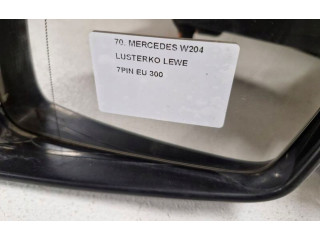 70. MERCEDES W204
LUSTERKO LEWE
7PIN EU 300